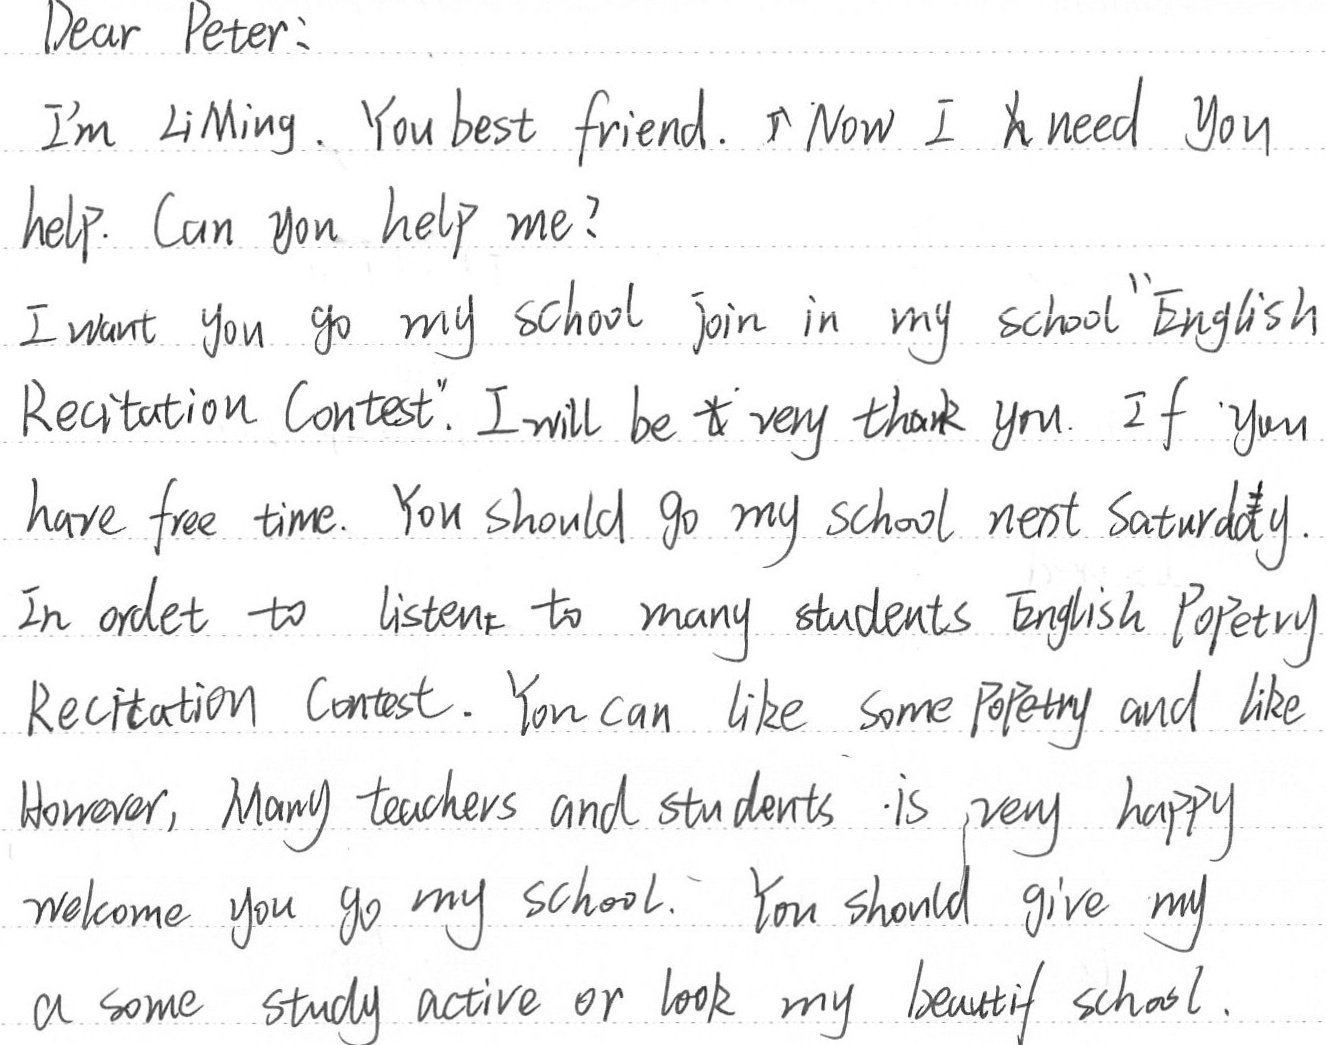 Dear Peter:
I'm LiMing. You best friend. Now I need you
help. Can you help me?
I want you go my school join in my school "English
Recitation Contest". I will be very thank you. If you
have free time. You should go my school next Saturday.
In ordet to listent to many students English Popetry
Recitation Contest. You can like some Popetry and like
However, Many teachers and students is very happy
welcome you go my school. You should give my
a some study active or look my beauttif school.